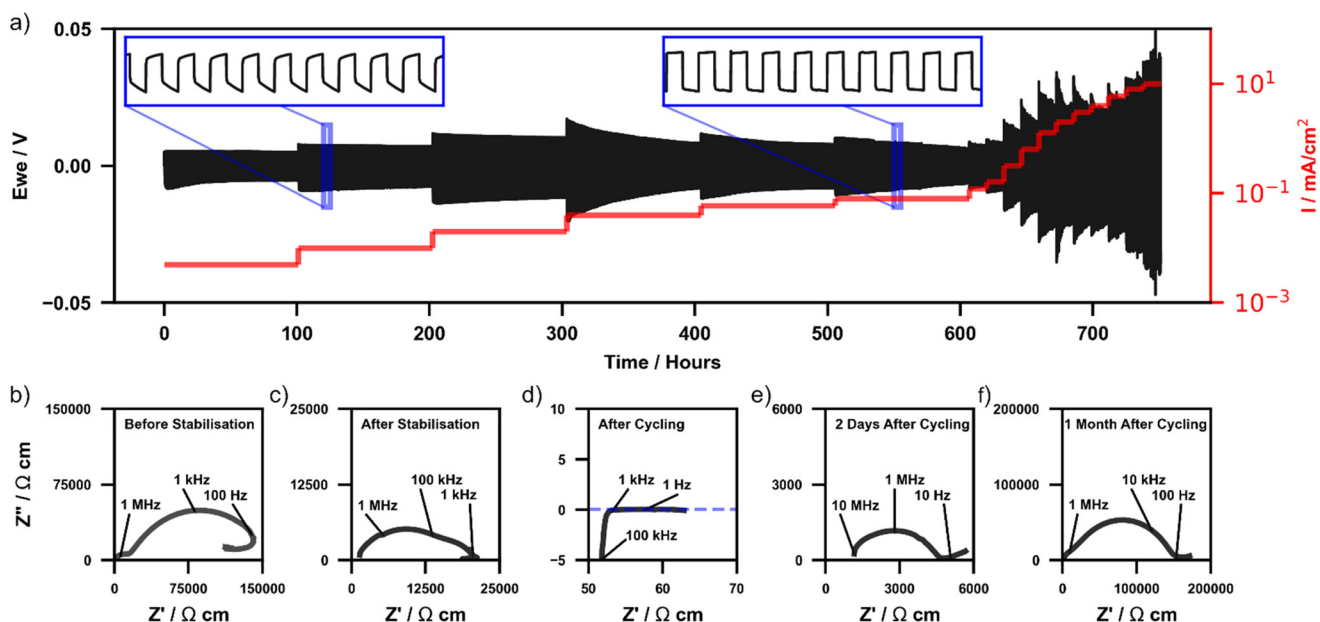 a)
0.05
0.00
−0.05
Ewe / V
10¹
10⁻¹
10⁻³
I / mA/cm²
0 100 200 300 400 500 600 700
Time / Hours
b)
150000
75000
0
Z'' / Ω cm
Before Stabilisation
1 MHz
1 kHz
100 Hz
0 75000 150000
Z' / Ω cm
c)
25000
12500
0
After Stabilisation
1 MHz
100 kHz
1 kHz
0 12500 25000
Z' / Ω cm
d)
10
5
0
−5
After Cycling
1 kHz
1 Hz
100 kHz
50 60 70
Z' / Ω cm
e)
6000
3000
0
2 Days After Cycling
10 MHz
1 MHz
10 Hz
0 3000 6000
Z' / Ω cm
f)
200000
100000
0
1 Month After Cycling
1 MHz
10 kHz
100 Hz
0 100000 200000
Z' / Ω cm